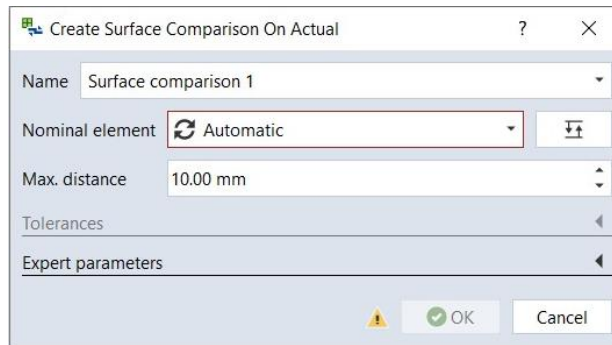 Create Surface Comparison On Actual ?
Name Surface comparison 1
Nominal element Automatic
Max. distance 10.00 mm
Tolerances
Expert parameters
OK Cancel